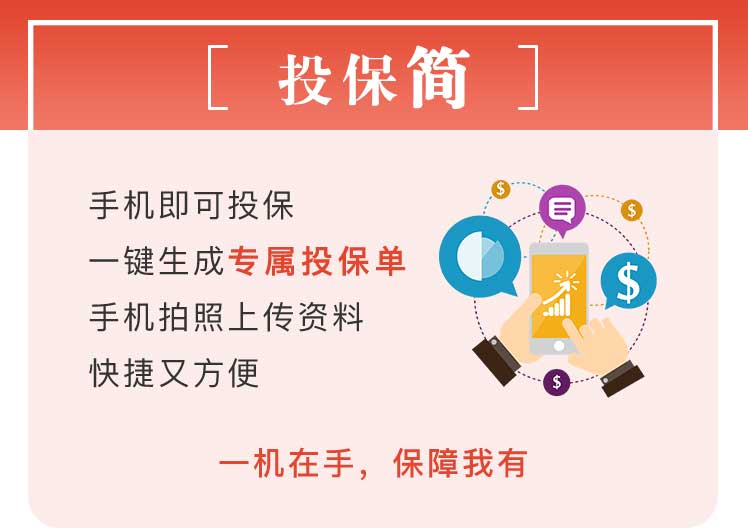 [ 投保简 ]
手机即可投保
一键生成专属投保单
手机拍照上传资料
快捷又方便
$
$
$
$
一机在手，保障我有